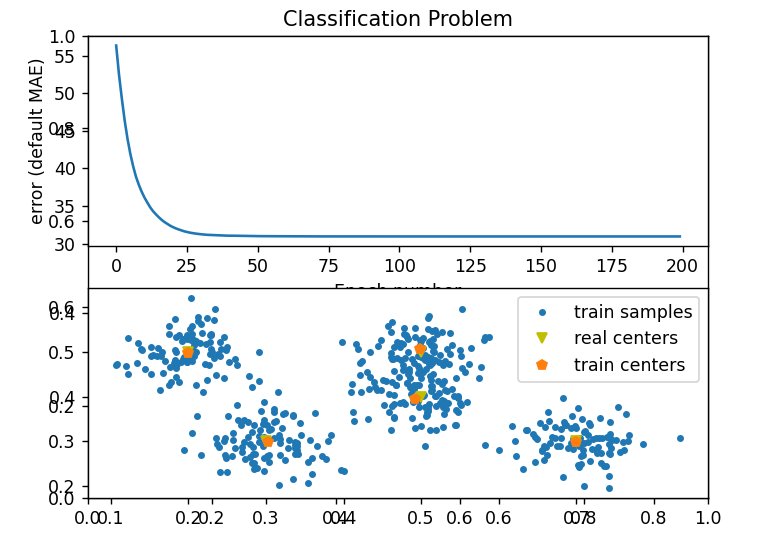 Classification Problem
1.0
55
50
0.8
45
40
35
0.6
30
error (default MAE)
0 25 50 75 100 125 150 175 200
Epoch number
0.6
0.4
0.5
0.4
0.2
0.3
0.2
0.0
train samples
real centers
train centers
0.0 0.1 0.2 0.2 0.3 0.4 0.4 0.5 0.6 0.6 0.7 0.8 0.8 1.0